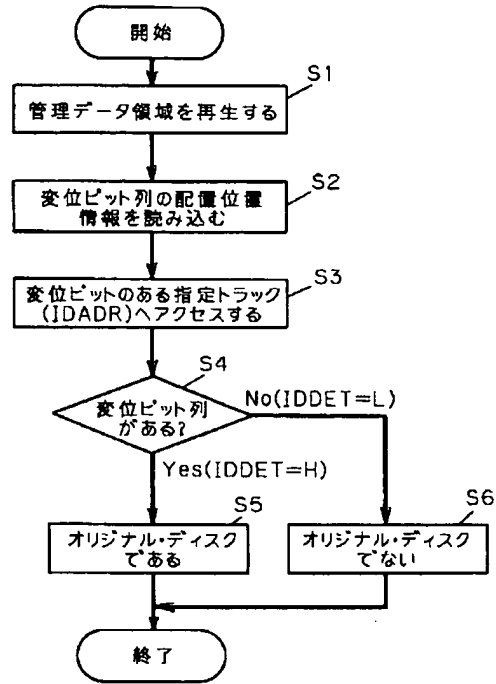 開始
S1
管理データ領域を再生する
S2
変位ピット列の配置位置
情報を読み込む
S3
変位ピットのある指定トラック
(IDADR)へアクセスする
S4
変位ピット列
がある?
No(IDDET=L)
Yes(IDDET=H)
S5
オリジナル・ディスク
である
S6
オリジナル・ディスク
でない
終了